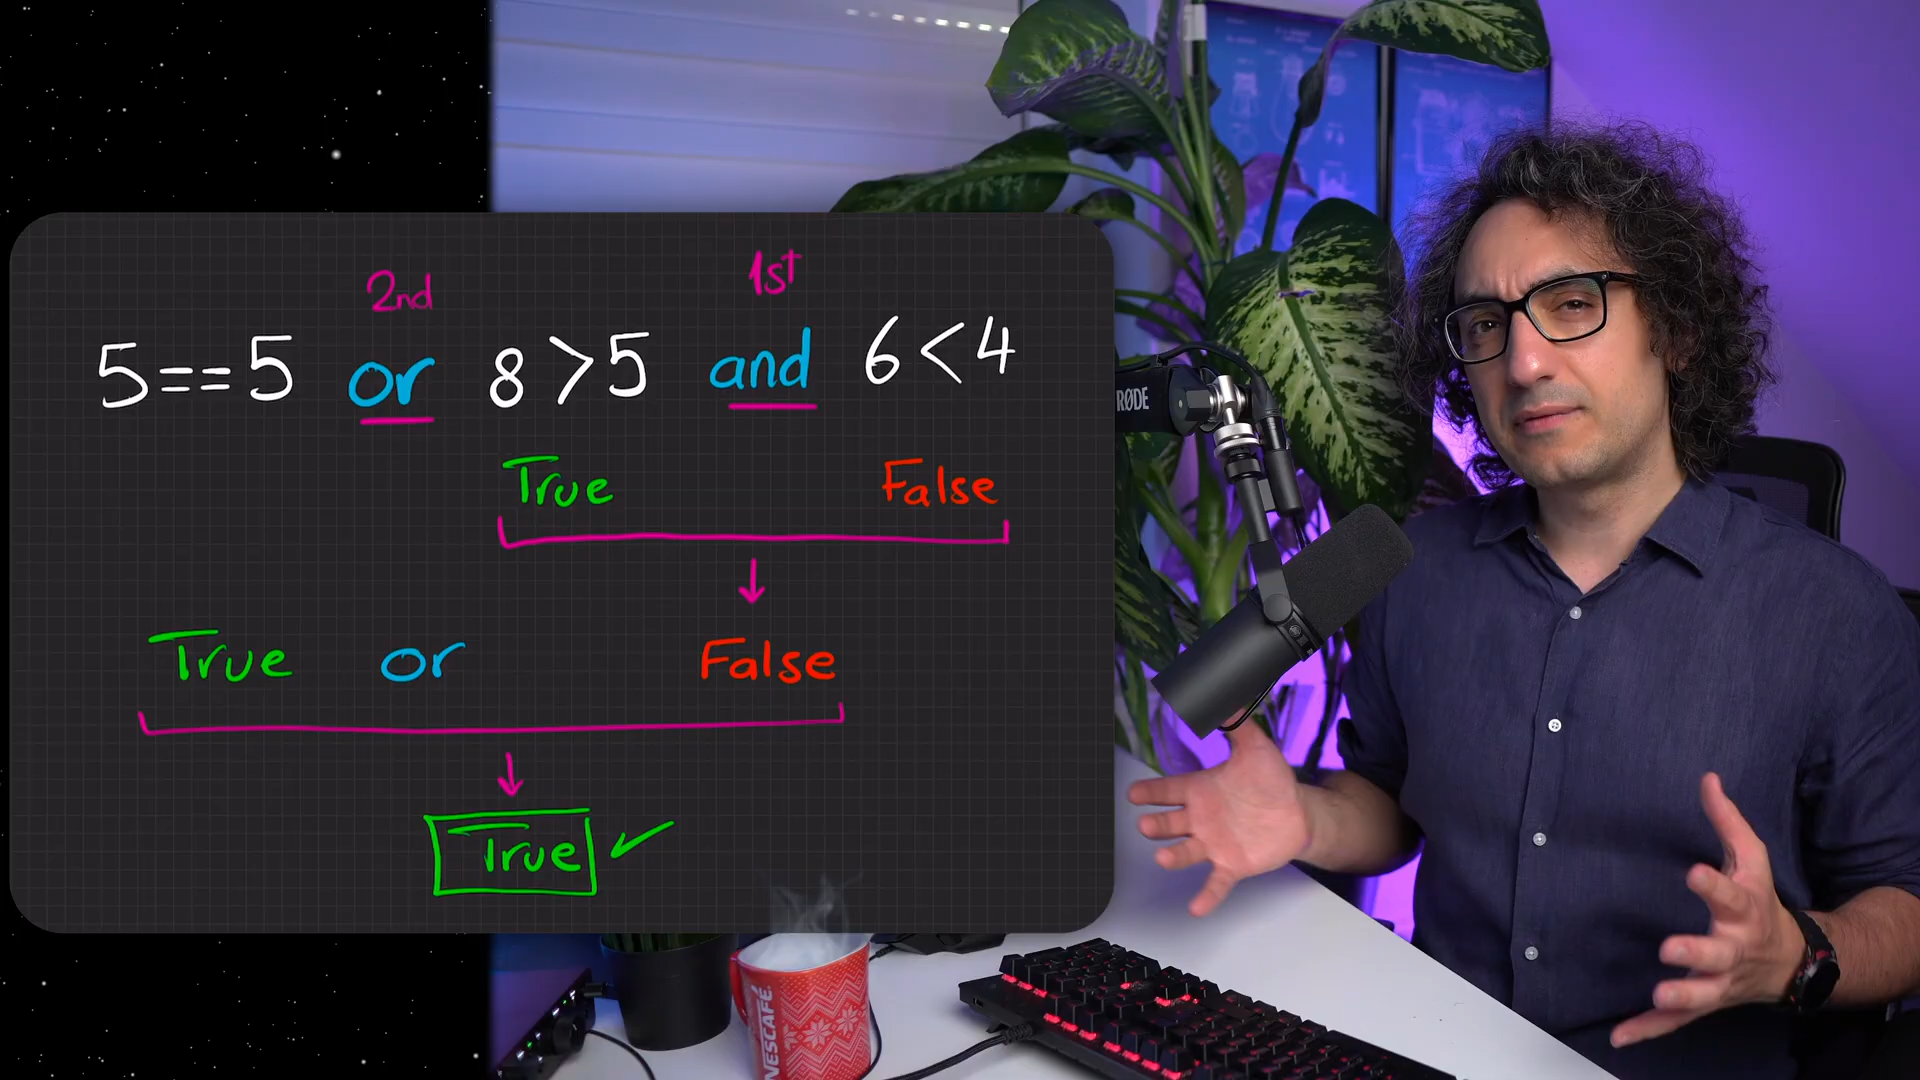 2nd 1st
5==5 or 8>5 and 6<4
True False
True or False
True
RØDE
NESCAFÉ